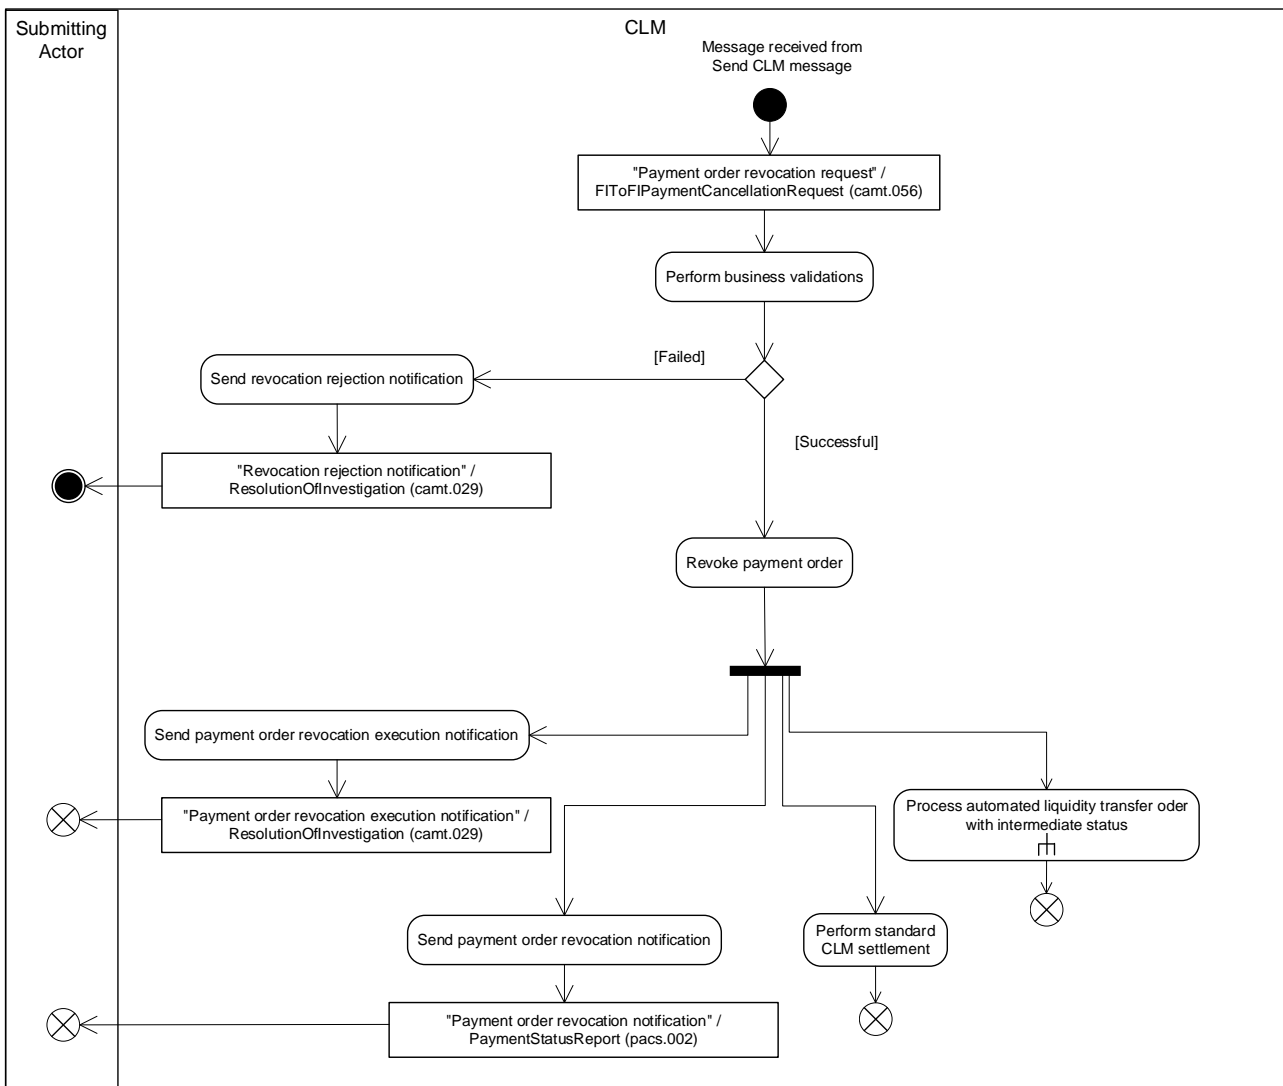 Submitting
Actor
CLM
Message received from
Send CLM message
"Payment order revocation request" /
FIToFIPaymentCancellationRequest (camt.056)
Perform business validations
[Failed]
Send revocation rejection notification
[Successful]
"Revocation rejection notification" /
ResolutionOfInvestigation (camt.029)
Revoke payment order
Send payment order revocation execution notification
"Payment order revocation execution notification" /
ResolutionOfInvestigation (camt.029)
Process automated liquidity transfer oder
with intermediate status
Send payment order revocation notification
Perform standard
CLM settlement
"Payment order revocation notification" /
PaymentStatusReport (pacs.002)